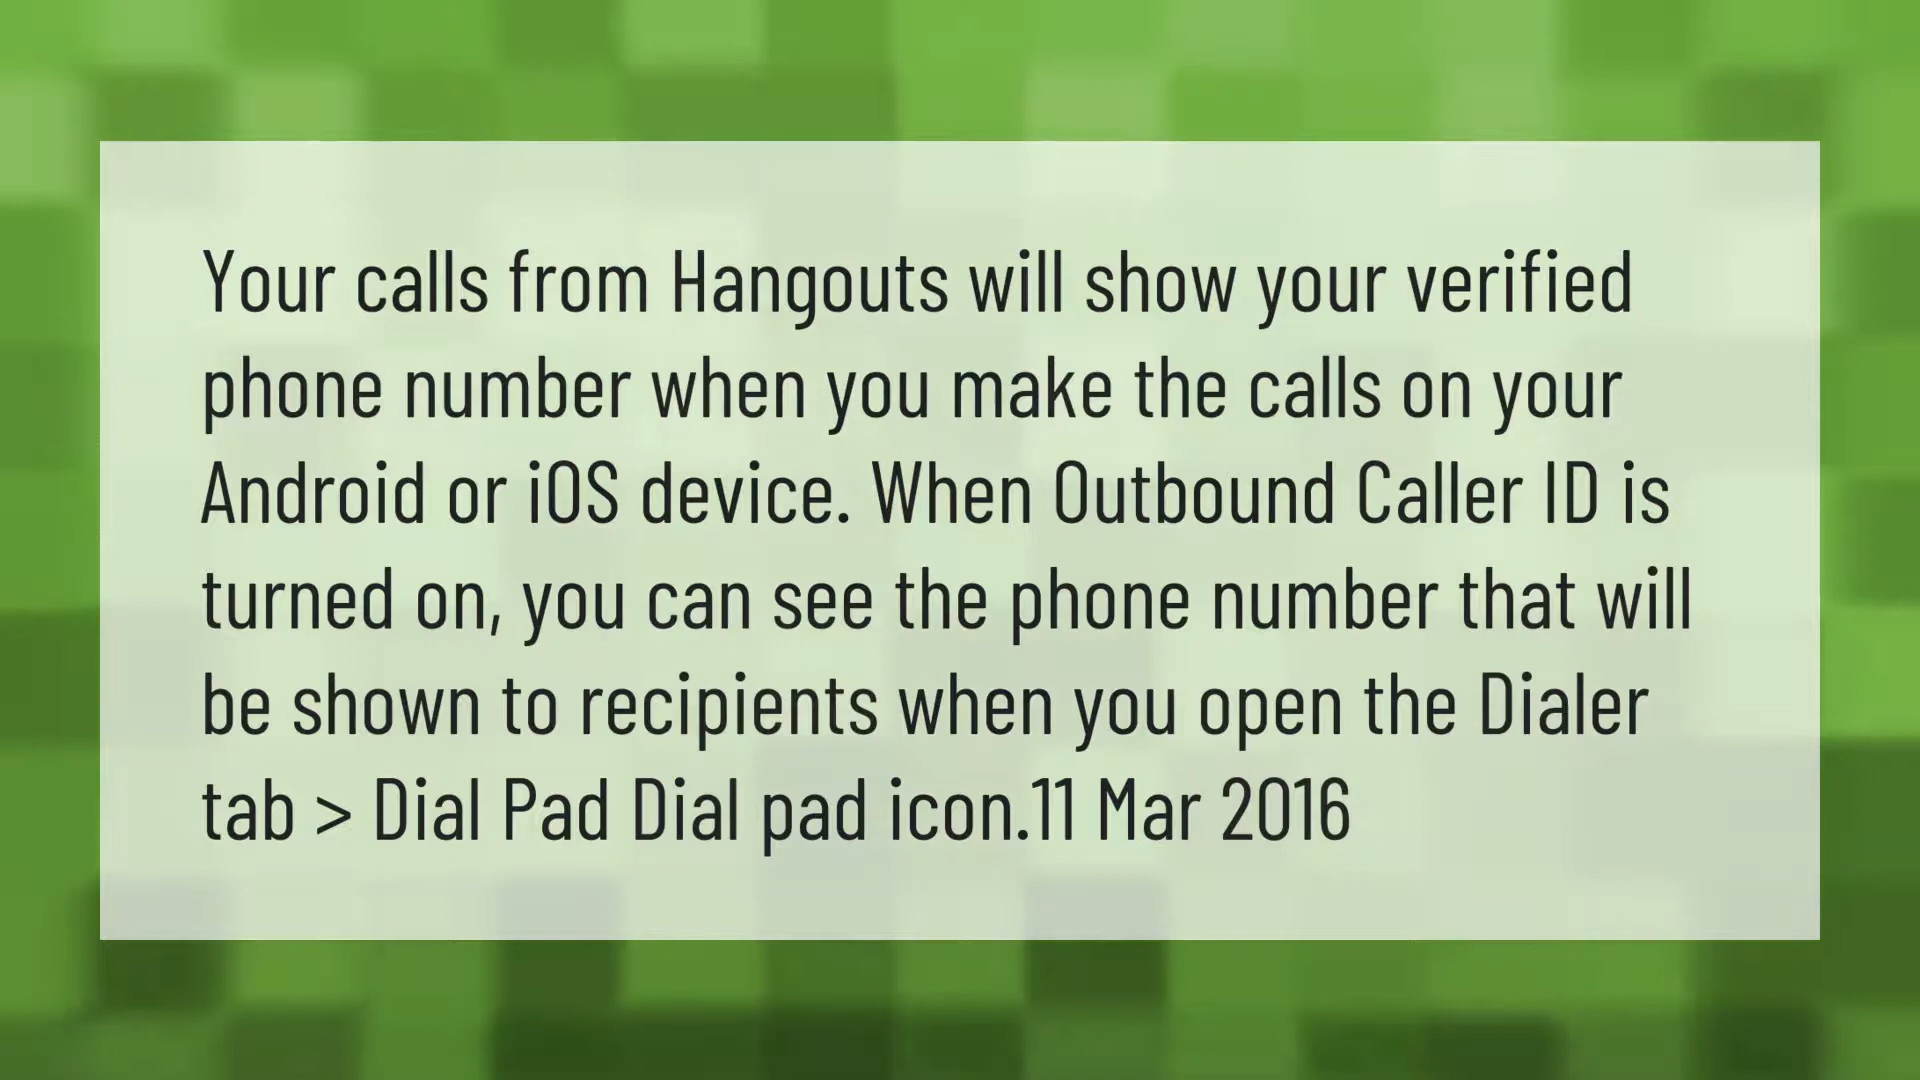 Your calls from Hangouts will show your verified
phone number when you make the calls on your
Android or iOS device. When Outbound Caller ID is
turned on, you can see the phone number that will
be shown to recipients when you open the Dialer
tab > Dial Pad Dial pad icon.11 Mar 2016